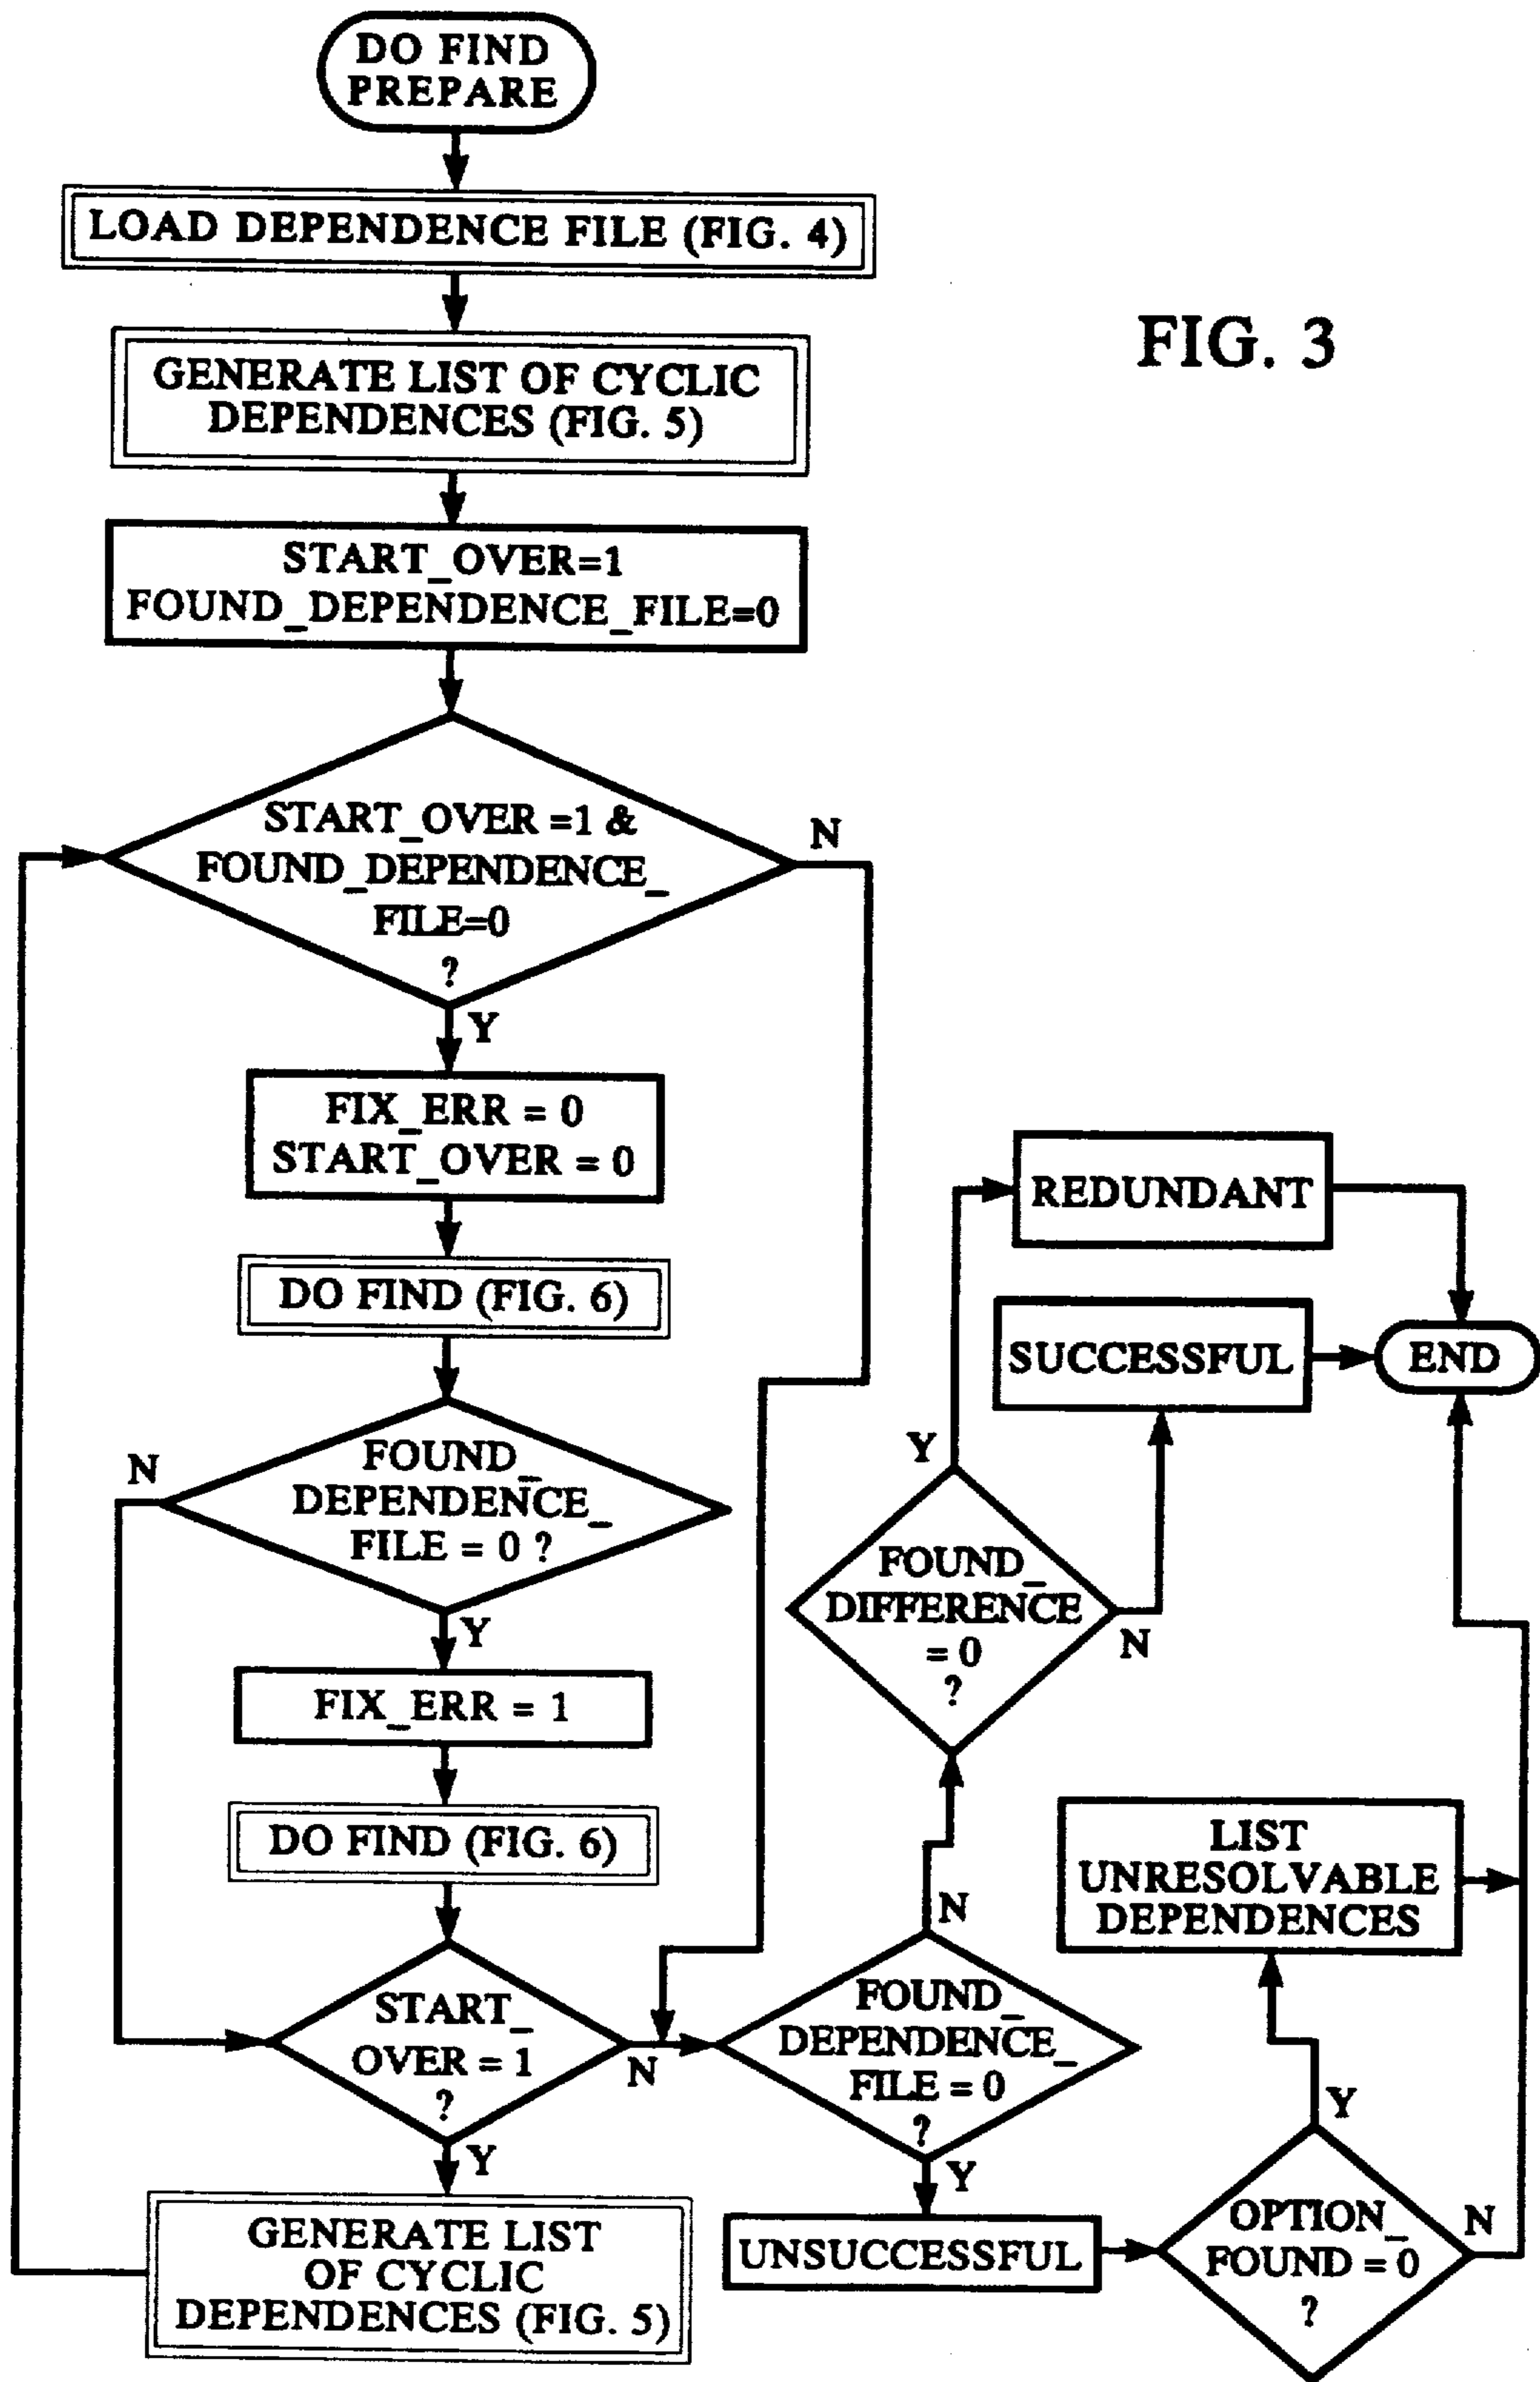 DO FIND
PREPARE
LOAD DEPENDENCE FILE (FIG. 4)
GENERATE LIST OF CYCLIC
DEPENDENCES (FIG. 5)
FIG. 3
START_OVER=1
FOUND_DEPENDENCE_FILE=0
START_OVER =1 &
FOUND_DEPENDENCE_
FILE=0
?
N
Y
FIX_ERR = 0
START_OVER = 0
DO FIND (FIG. 6)
FOUND_
DEPENDENCE_
FILE = 0 ?
N
Y
FIX_ERR = 1
DO FIND (FIG. 6)
START_
OVER = 1
?
N
Y
GENERATE LIST
OF CYCLIC
DEPENDENCES (FIG. 5)
REDUNDANT
SUCCESSFUL
END
Y
FOUND_
DIFFERENCE
= 0
?
N
N
FOUND_
DEPENDENCE_
FILE = 0
?
Y
UNSUCCESSFUL
LIST
UNRESOLVABLE
DEPENDENCES
Y
OPTION_
FOUND = 0
?
N